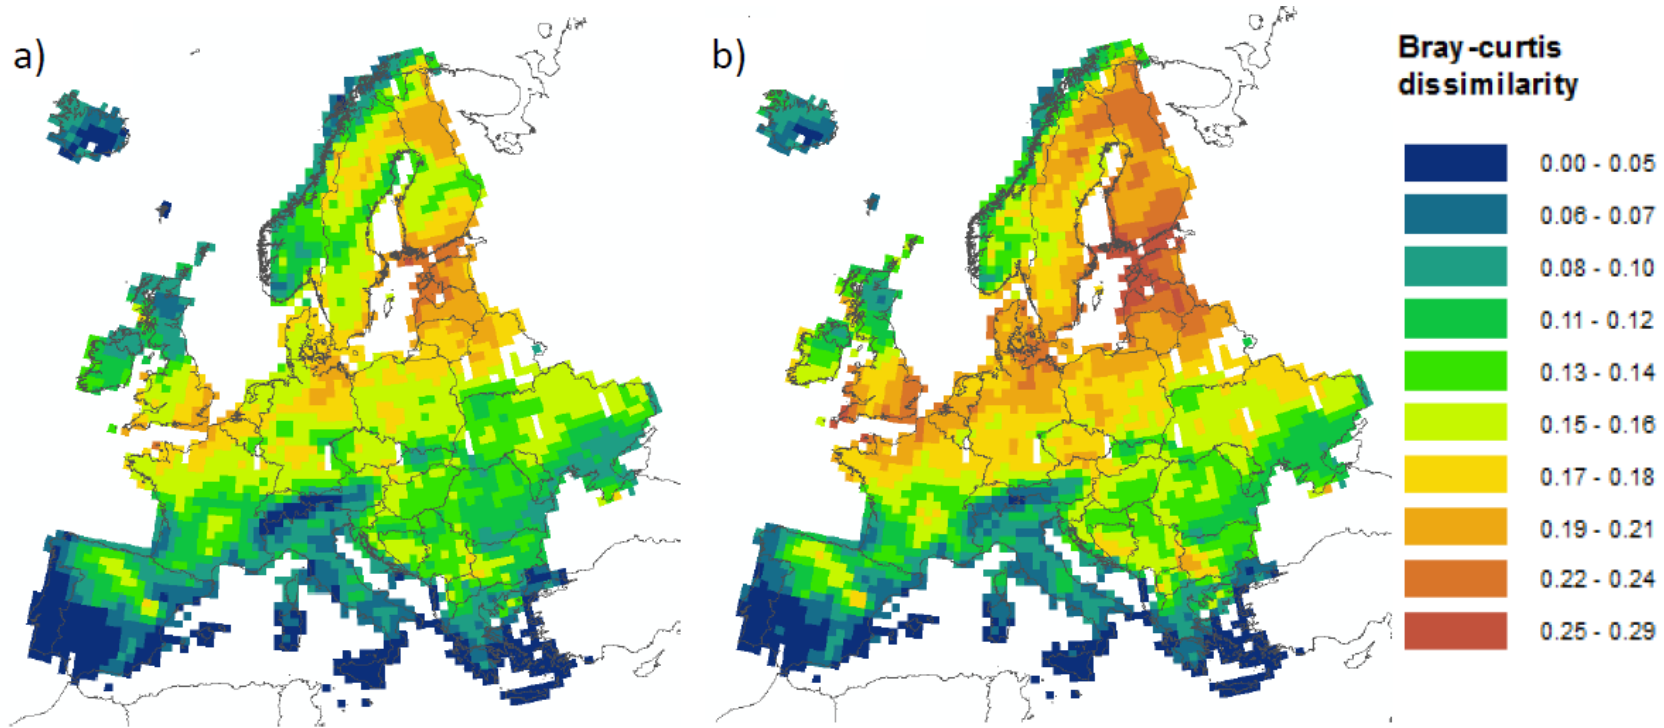 a)
b)
Bray-curtis
dissimilarity
0.00 - 0.05
0.06 - 0.07
0.08 - 0.10
0.11 - 0.12
0.13 - 0.14
0.15 - 0.16
0.17 - 0.18
0.19 - 0.21
0.22 - 0.24
0.25 - 0.29